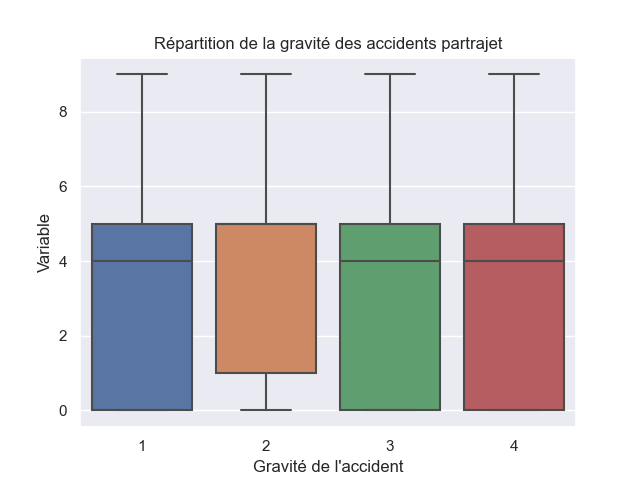 Répartition de la gravité des accidents partrajet
Variable
8
6
4
2
0
1 2 3 4
Gravité de l'accident